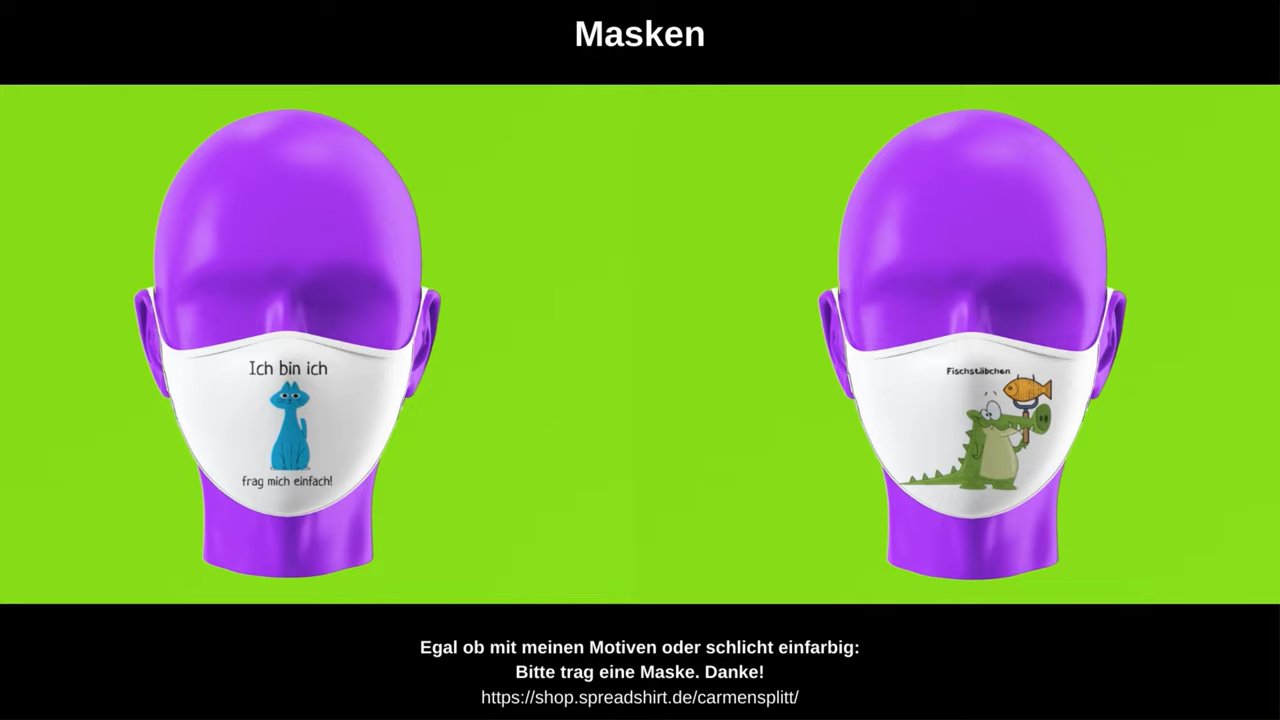 Masken
Ich bin ich
frag mich einfach!
Fischstäbchen
Egal ob mit meinen Motiven oder schlicht einfarbig:
Bitte trag eine Maske. Danke!
https://shop.spreadshirt.de/carmensplitt/